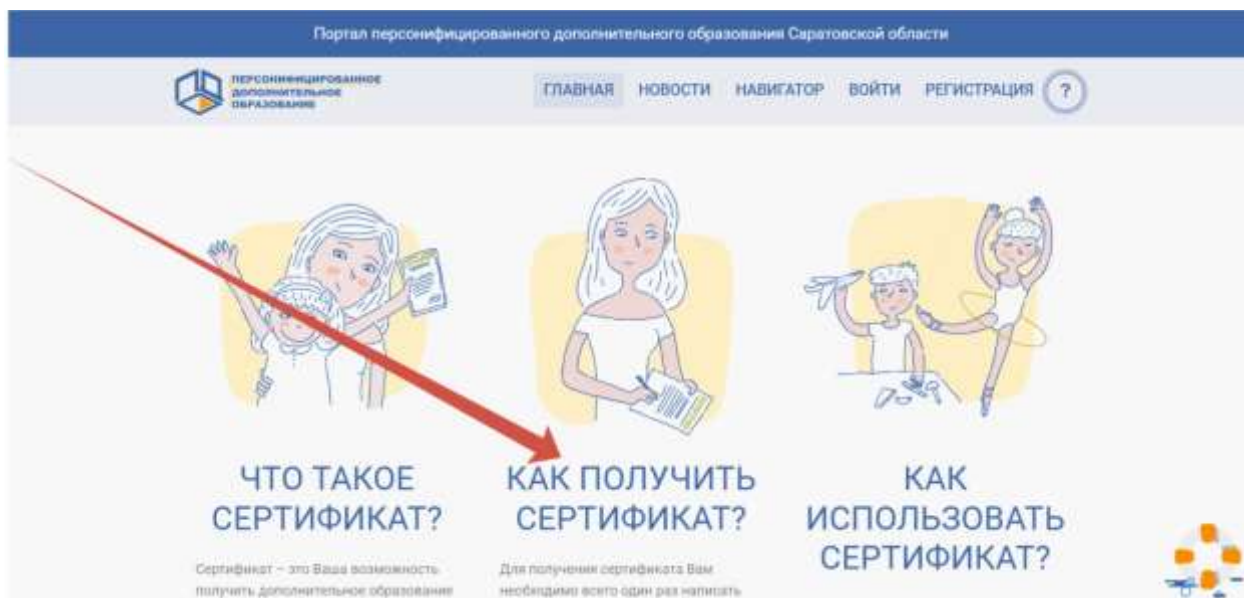 Портал персонифицированного дополнительного образования Саратовской области
ПЕРСОНИФИЦИРОВАННОЕ
ДОПОЛНИТЕЛЬНОЕ
ОБРАЗОВАНИЕ
ГЛАВНАЯ НОВОСТИ НАВИГАТОР ВОЙТИ РЕГИСТРАЦИЯ ?
ЧТО ТАКОЕ
СЕРТИФИКАТ?
Сертификат – это Ваша возможность
получить дополнительное образование
КАК ПОЛУЧИТЬ
СЕРТИФИКАТ?
Для получения сертификата Вам
необходимо всего один раз написать
КАК
ИСПОЛЬЗОВАТЬ
СЕРТИФИКАТ?